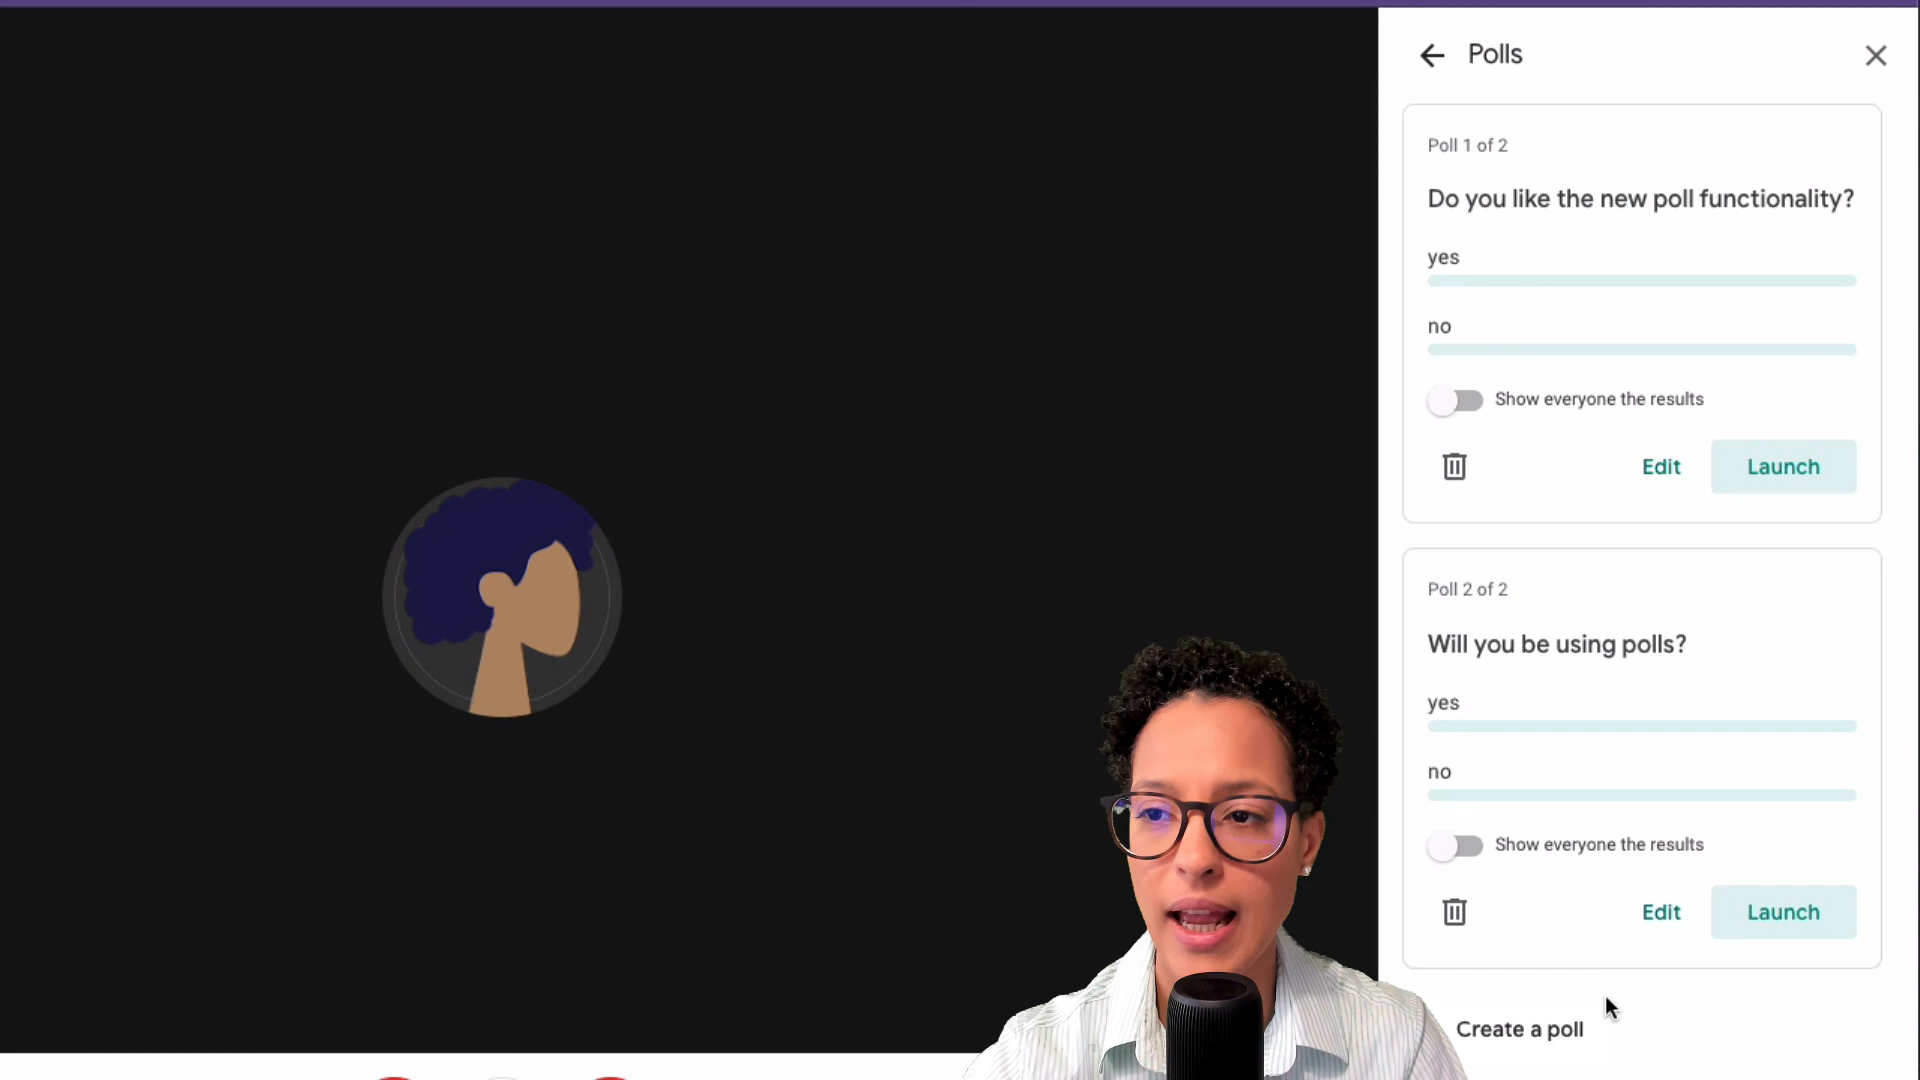 Polls
Poll 1 of 2
Do you like the new poll functionality?
yes
no
Show everyone the results
Edit
Launch
Poll 2 of 2
Will you be using polls?
yes
no
Show everyone the results
Edit
Launch
Create a poll